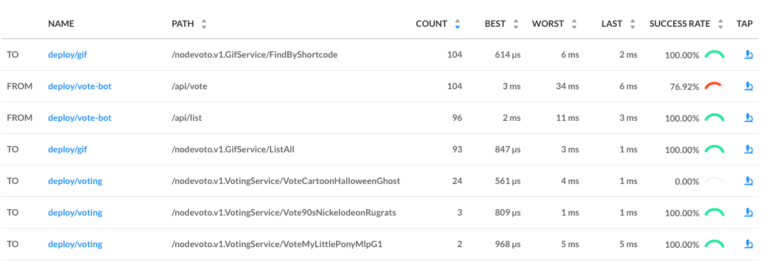 NAME PATH COUNT BEST WORST LAST SUCCESS RATE TAP
TO deploy/gif /nodevoto.v1.GifService/FindByShortcode 104 614 µs 6 ms 2 ms 100.00%
FROM deploy/vote-bot /api/vote 104 3 ms 34 ms 6 ms 76.92%
FROM deploy/vote-bot /api/list 96 2 ms 11 ms 3 ms 100.00%
TO deploy/gif /nodevoto.v1.GifService/ListAll 93 847 µs 3 ms 1 ms 100.00%
TO deploy/voting /nodevoto.v1.VotingService/VoteCartoonHalloweenGhost 24 561 µs 4 ms 1 ms 0.00%
TO deploy/voting /nodevoto.v1.VotingService/Vote90sNickelodeonRugrats 3 809 µs 1 ms 1 ms 100.00%
TO deploy/voting /nodevoto.v1.VotingService/VoteMyLittlePonyMlpG1 2 968 µs 5 ms 5 ms 100.00%